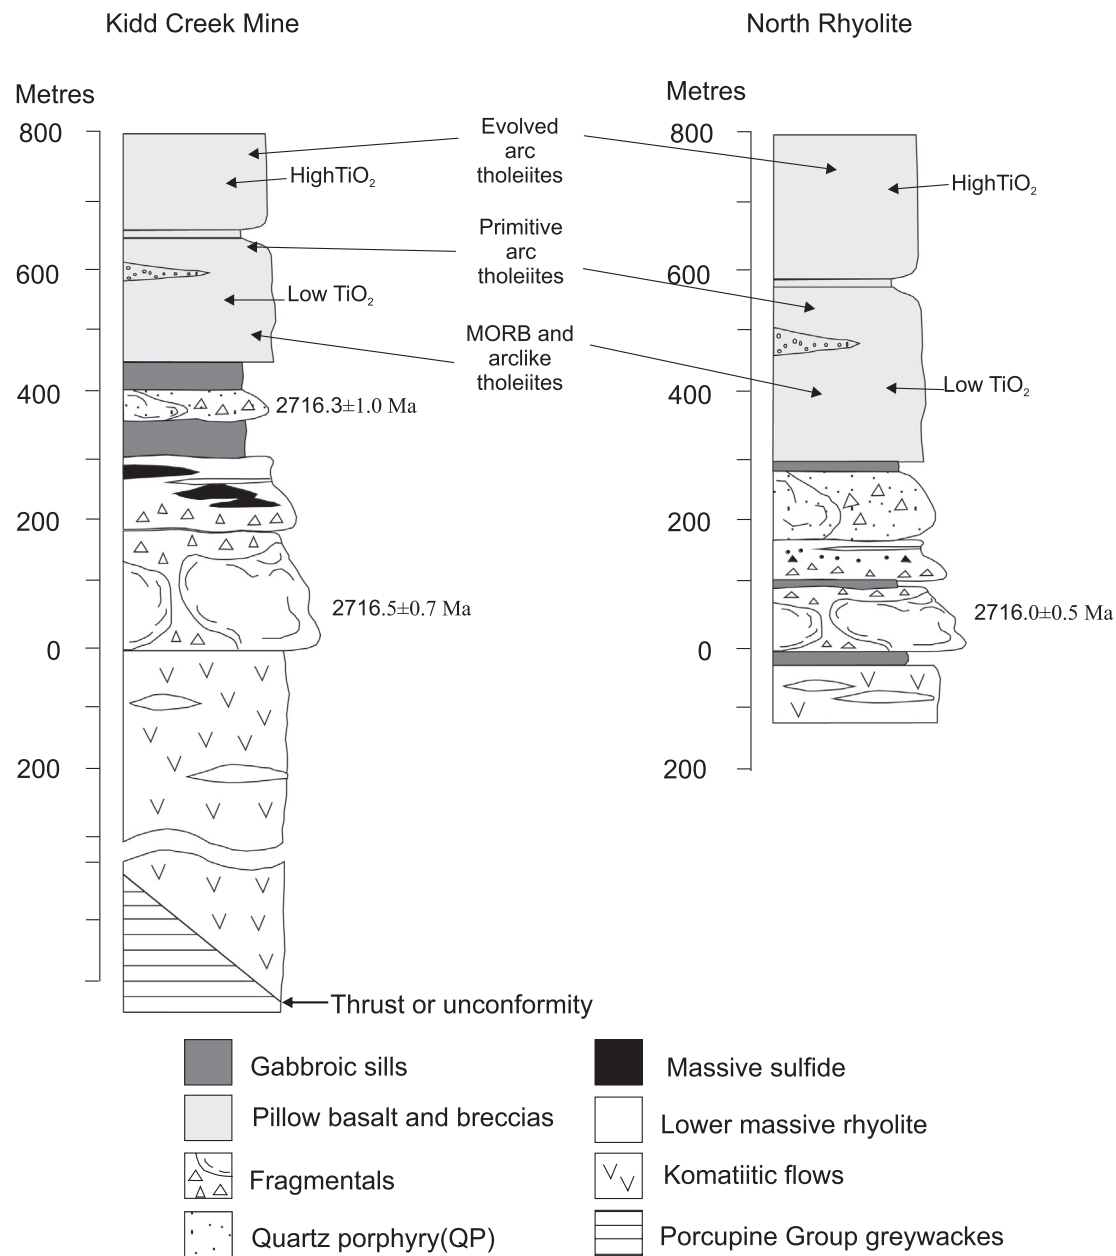 Kidd Creek Mine
North Rhyolite
Metres
Metres
800
600
400
200
0
200
800
600
400
200
0
200
Evolved
arc
tholeiites
HighTiO₂
HighTiO₂
Primitive
arc
tholeiites
Low TiO₂
MORB and
arclike
tholeiites
Low TiO₂
2716.3±1.0 Ma
2716.5±0.7 Ma
2716.0±0.5 Ma
Thrust or unconformity
Gabbroic sills
Pillow basalt and breccias
Fragmentals
Quartz porphyry(QP)
Massive sulfide
Lower massive rhyolite
Komatiitic flows
Porcupine Group greywackes